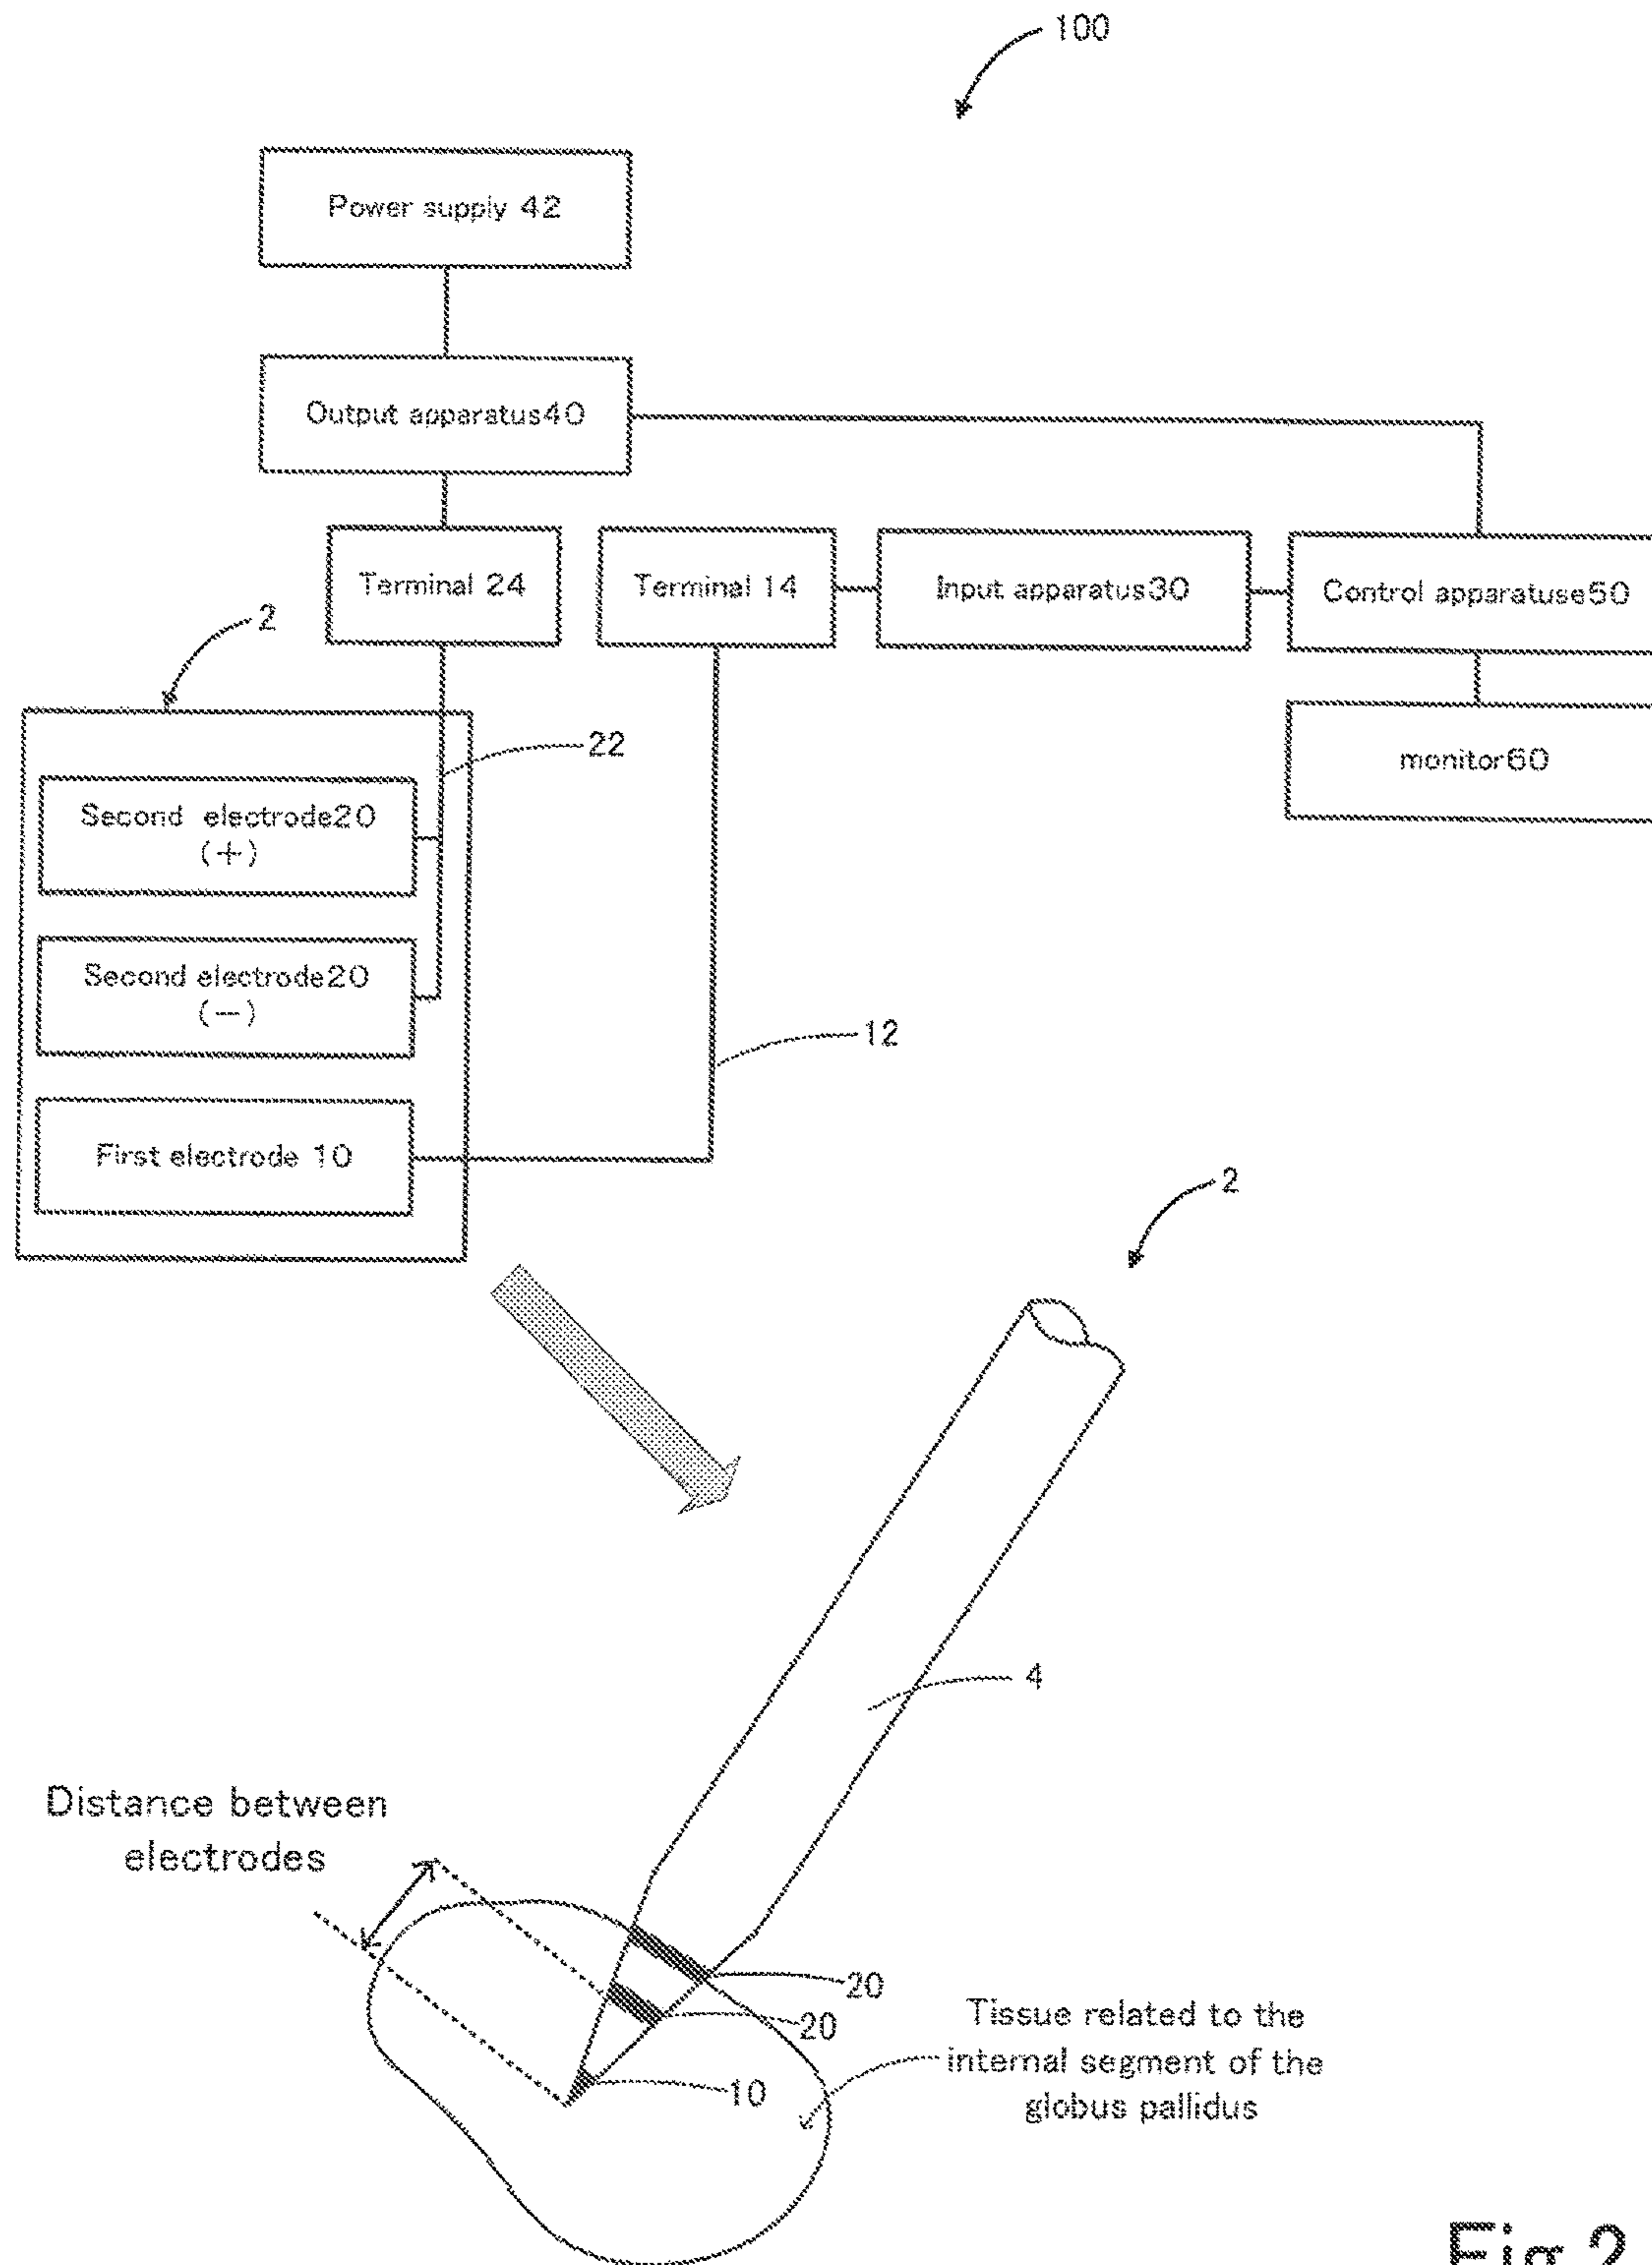 100
Power supply 42
Output apparatus40
Terminal 24
Terminal 14
Input apparatus30
Control apparatuse50
2
22
monitor60
Second electrode20
(+)
Second electrode20
(−)
12
First electrode 10
2
4
Distance between
electrodes
20
20
10
Tissue related to the
internal segment of the
globus pallidus
Fig.2